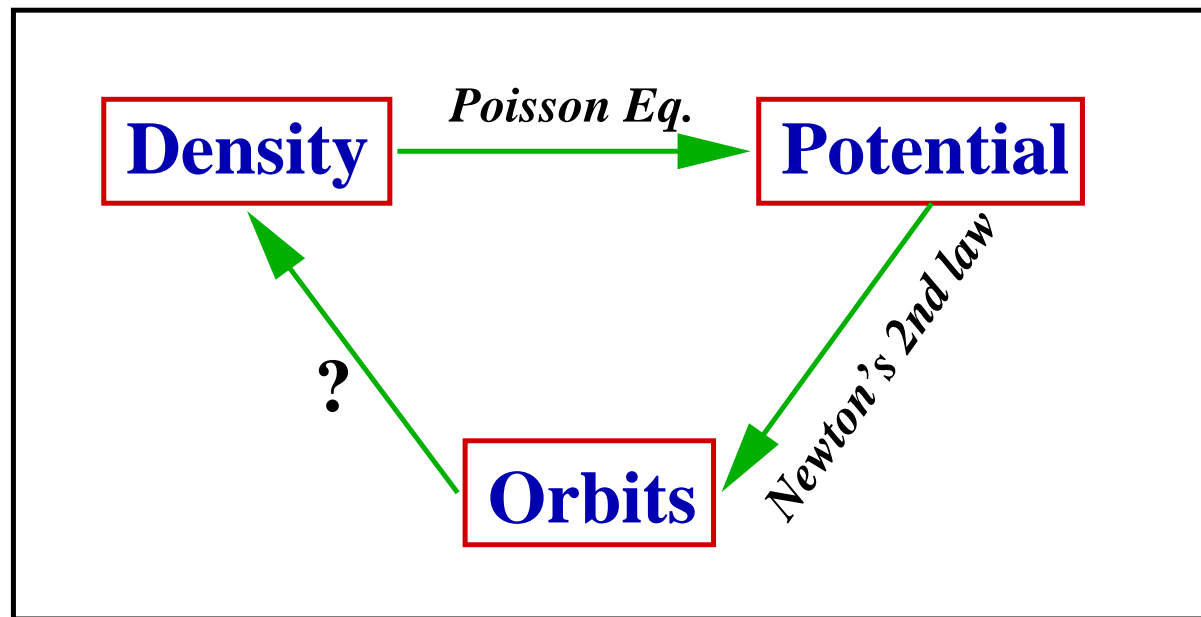 Poisson Eq.
Density
Potential
Newton's 2nd law
?
Orbits